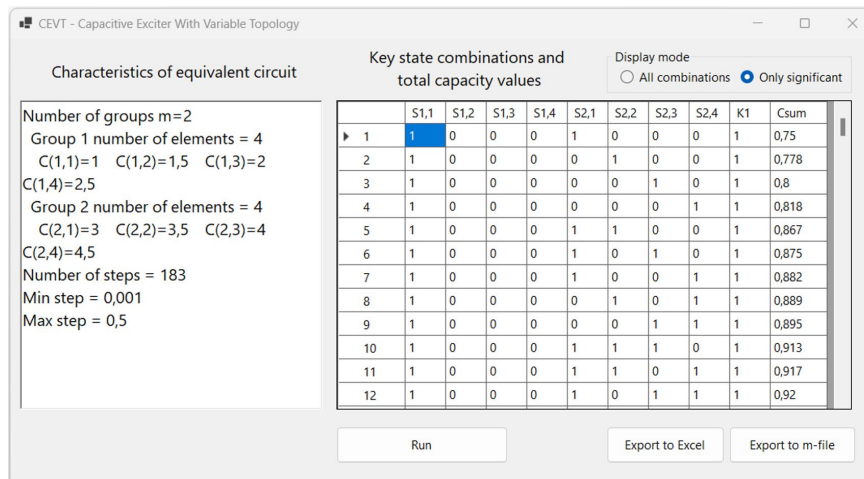 CEVT - Capacitive Exciter With Variable Topology
Characteristics of equivalent circuit
Key state combinations and
total capacity values
Display mode
All combinations Only significant
Number of groups m=2
Group 1 number of elements = 4
C(1,1)=1 C(1,2)=1,5 C(1,3)=2
C(1,4)=2,5
Group 2 number of elements = 4
C(2,1)=3 C(2,2)=3,5 C(2,3)=4
C(2,4)=4,5
Number of steps = 183
Min step = 0,001
Max step = 0,5
S1,1 S1,2 S1,3 S1,4 S2,1 S2,2 S2,3 S2,4 K1 Csum
1 1 0 0 0 1 0 0 0 1 0,75
2 1 0 0 0 0 1 0 0 1 0,778
3 1 0 0 0 0 0 1 0 1 0,8
4 1 0 0 0 0 0 0 1 1 0,818
5 1 0 0 0 1 1 0 0 1 0,867
6 1 0 0 0 1 0 1 0 1 0,875
7 1 0 0 0 1 0 0 1 1 0,882
8 1 0 0 0 0 1 0 1 1 0,889
9 1 0 0 0 0 0 1 1 1 0,895
10 1 0 0 0 1 1 1 0 1 0,913
11 1 0 0 0 1 1 0 1 1 0,917
12 1 0 0 0 1 0 1 1 1 0,92
Run
Export to Excel
Export to m-file